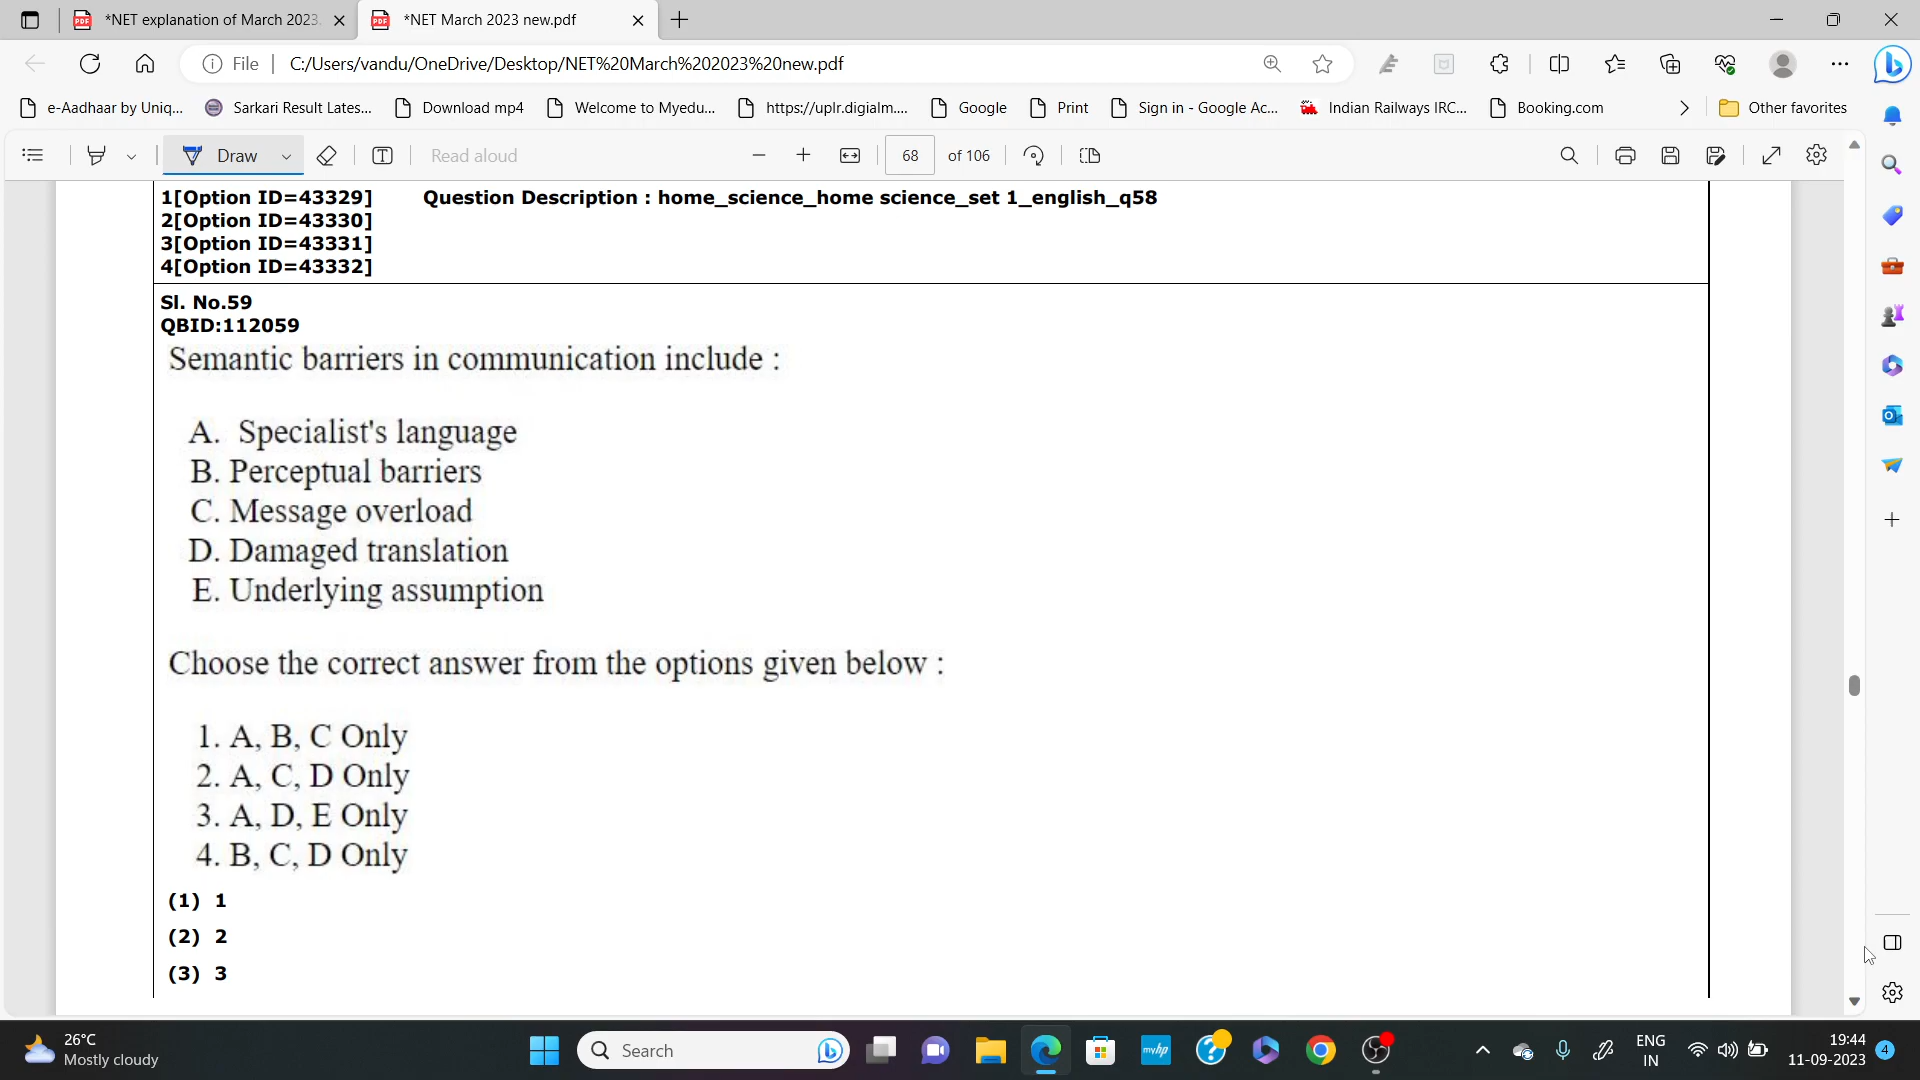 *NET explanation of March 2023.
*NET March 2023 new.pdf
File
C:/Users/vandu/OneDrive/Desktop/NET%20March%202023%20new.pdf
e-Aadhaar by Uniq...
Sarkari Result Lates...
Download mp4
Welcome to Myedu...
https://uplr.digialm....
Google
Print
Sign in - Google Ac...
Indian Railways IRC...
Booking.com
Other favorites
Draw
Read aloud
68
of 106
1[Option ID=43329]
Question Description : home_science_home science_set 1_english_q58
2[Option ID=43330]
3[Option ID=43331]
4[Option ID=43332]
Sl. No.59
QBID:112059
Semantic barriers in communication include :
A. Specialist's language
B. Perceptual barriers
C. Message overload
D. Damaged translation
E. Underlying assumption
Choose the correct answer from the options given below :
1. A, B, C Only
2. A, C, D Only
3. A, D, E Only
4. B, C, D Only
(1) 1
(2) 2
(3) 3
26°C
Mostly cloudy
Search
myhp
ENG
IN
19:44
11-09-2023
4